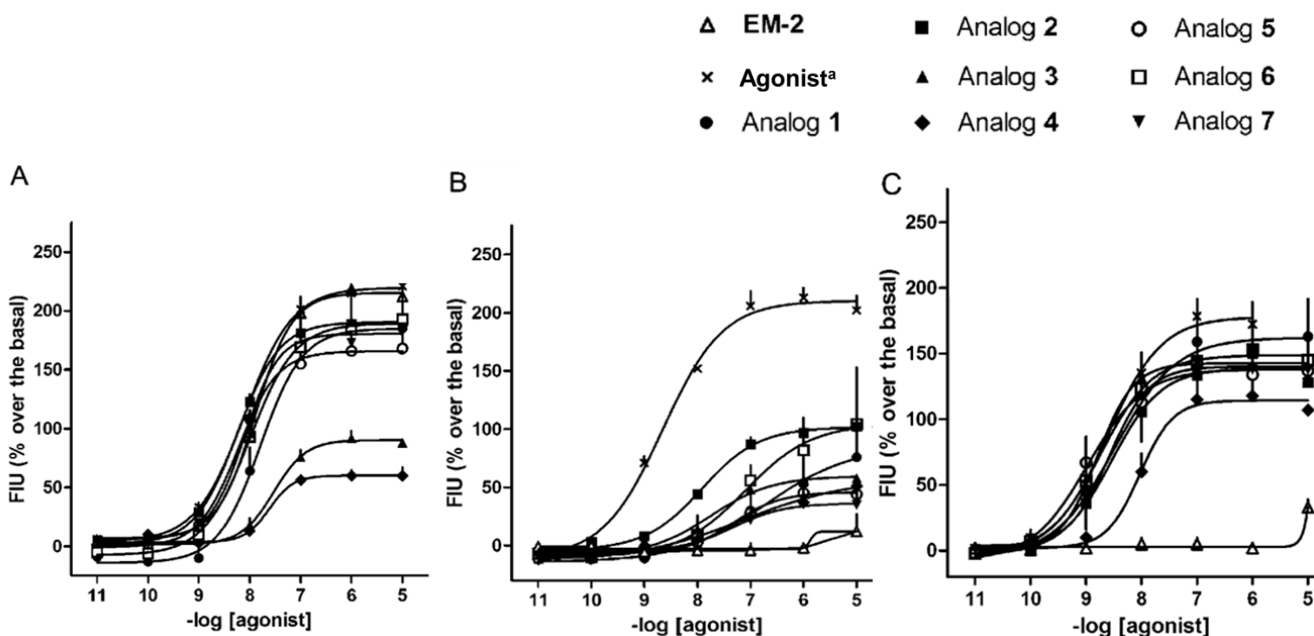 EM-2
Analog 2
Analog 5
Agonistᵃ
Analog 3
Analog 6
Analog 1
Analog 4
Analog 7
A
B
C
FIU (% over the basal)
250
200
150
100
50
0
11 10 9 8 7 6 5
-log [agonist]
FIU (% over the basal)
250
200
150
100
50
0
11 10 9 8 7 6 5
-log [agonist]
FIU (% over the basal)
250
200
150
100
50
0
11 10 9 8 7 6 5
-log [agonist]